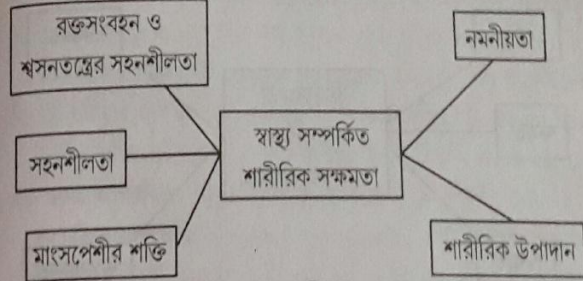 রক্তসংবহন ও
শ্বসনতন্ত্রের সহনশীলতা
নমনীয়তা
স্বাস্থ্য সম্পর্কিত
শারীরিক সক্ষমতা
সহনশীলতা
মাংসপেশীর শক্তি
শারীরিক উপাদান